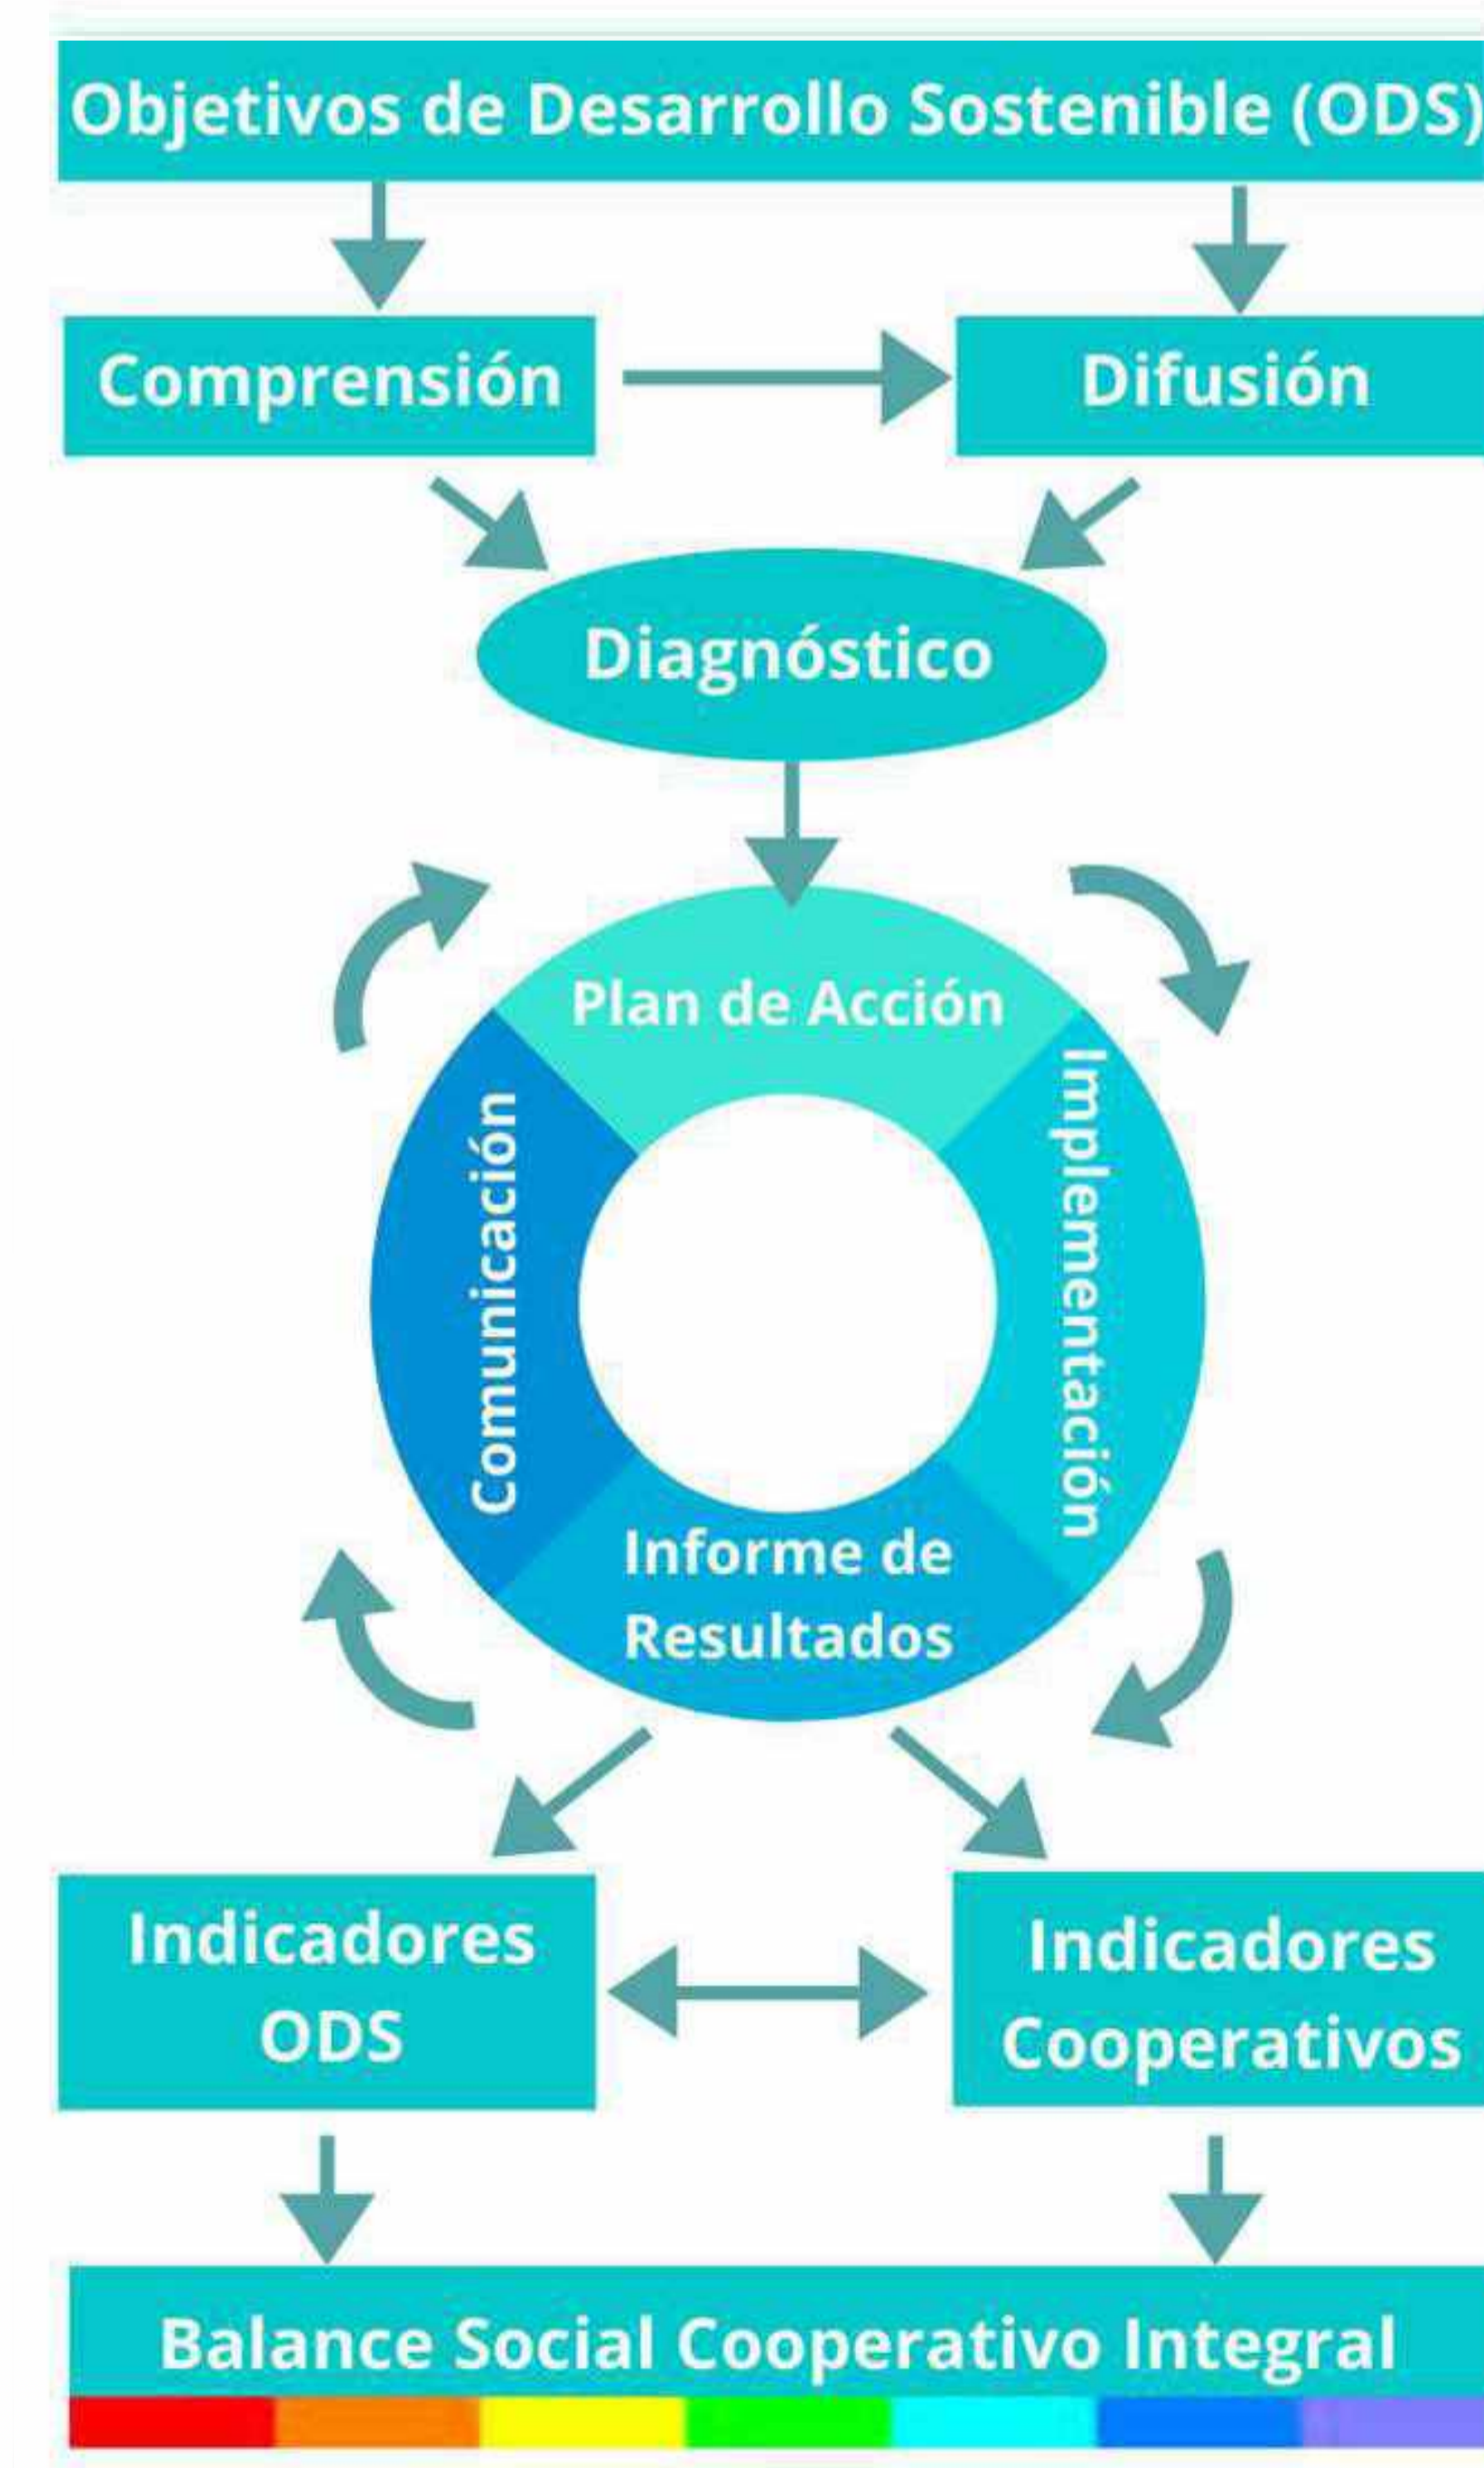 Objetivos de Desarrollo Sostenible (ODS)
Comprensión
Difusión
Diagnóstico
Plan de Acción
Implementación
Comunicación
Informe de
Resultados
Indicadores
ODS
Indicadores
Cooperativos
Balance Social Cooperativo Integral